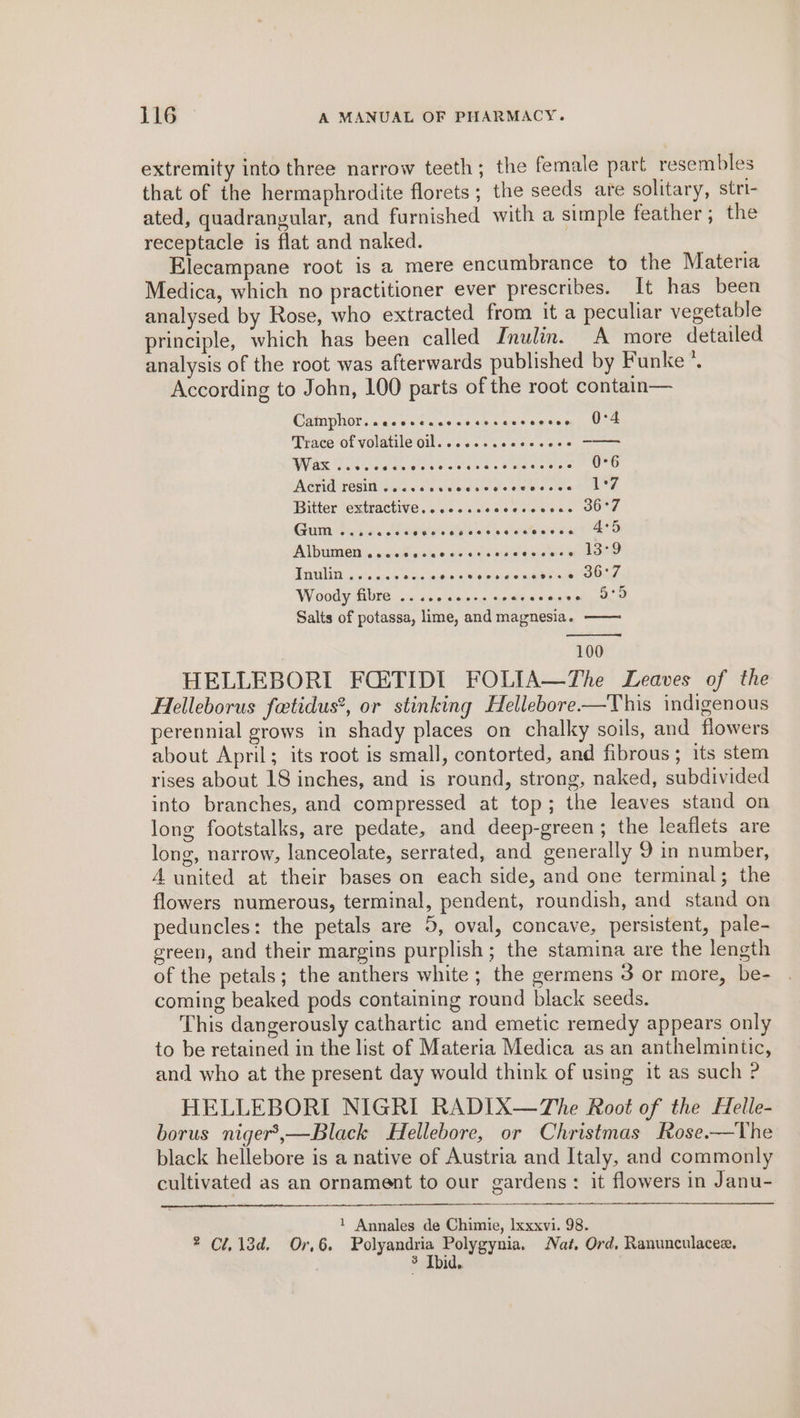 116 A MANUAL OF PHARMACY.
extremity into three narrow teeth; the female part resembles
that of the hermaphrodite florets; the seeds are solitary, stri-
ated, quadrangular, and furnished with a simple feather; the
receptacle is flat and naked.
Elecampane root is a mere encumbrance to the Materia
Medica, which no practitioner ever prescribes. It has been
analysed by Rose, who extracted from it a peculiar vegetable
principle, which has been called Inulin. A more detailed
analysis of the root was afterwards published by Funke ¹.
According to John, 100 parts of the root contain—
Camphor........................ 0·4
Trace of volatile oil.............. ——
Wax ........................... 0·6
Acrid resin ..................... 1·7
Bitter extractive................. 36·7
Gum ........................... 4·5
Albumen ....................... 13·9
Inulin .......................... 36·7
Woody fibre .................... 5·5
Salts of potassa, lime, and magnesia. ——
100
HELLEBORI FŒTIDI FOLIA—The Leaves of the
Helleborus fœtidus², or stinking Hellebore.—This indigenous
perennial grows in shady places on chalky soils, and flowers
about April; its root is small, contorted, and fibrous; its stem
rises about 18 inches, and is round, strong, naked, subdivided
into branches, and compressed at top; the leaves stand on
long footstalks, are pedate, and deep-green; the leaflets are
long, narrow, lanceolate, serrated, and generally 9 in number,
4 united at their bases on each side, and one terminal; the
flowers numerous, terminal, pendent, roundish, and stand on
peduncles: the petals are 5, oval, concave, persistent, pale-
green, and their margins purplish; the stamina are the length
of the petals; the anthers white; the germens 3 or more, be-
coming beaked pods containing round black seeds.
This dangerously cathartic and emetic remedy appears only
to be retained in the list of Materia Medica as an anthelmintic,
and who at the present day would think of using it as such ?
HELLEBORI NIGRI RADIX—The Root of the Helle-
borus niger³,—Black Hellebore, or Christmas Rose.—The
black hellebore is a native of Austria and Italy, and commonly
cultivated as an ornament to our gardens: it flowers in Janu-
¹ Annales de Chimie, lxxxvi. 98.
² Cl. 13d. Or. 6. Polyandria Polygynia. Nat. Ord. Ranunculaceæ.
³ Ibid.